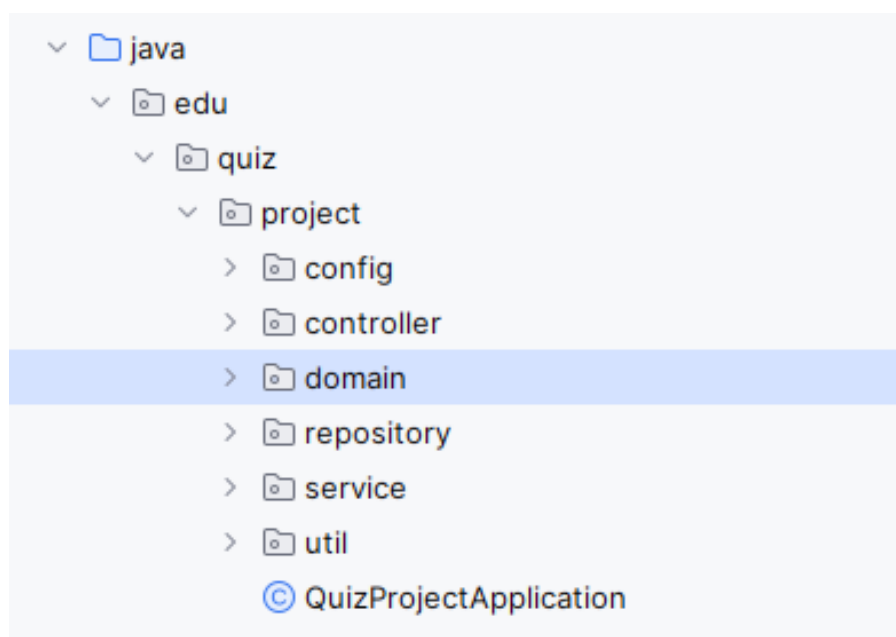 java
edu
quiz
project
config
controller
domain
repository
service
util
QuizProjectApplication